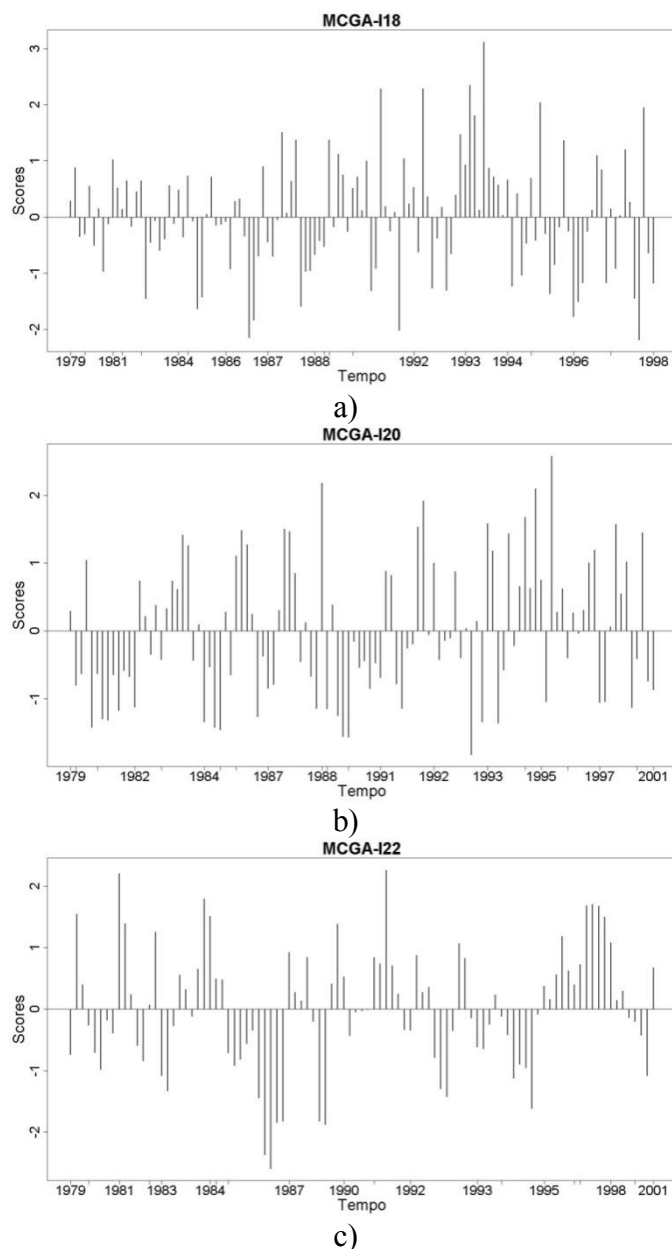 MCGA-I18
3
2
1
0
-1
-2
Scores
1979 1981 1984 1986 1987 1988 1992 1993 1994 1996 1998
Tempo
a)
MCGA-I20
2
1
0
-1
Scores
1979 1982 1984 1987 1988 1991 1992 1993 1995 1997 2001
Tempo
b)
MCGA-I22
2
1
0
-1
-2
Scores
1979 1981 1983 1984 1987 1990 1992 1993 1995 1998 2001
Tempo
c)